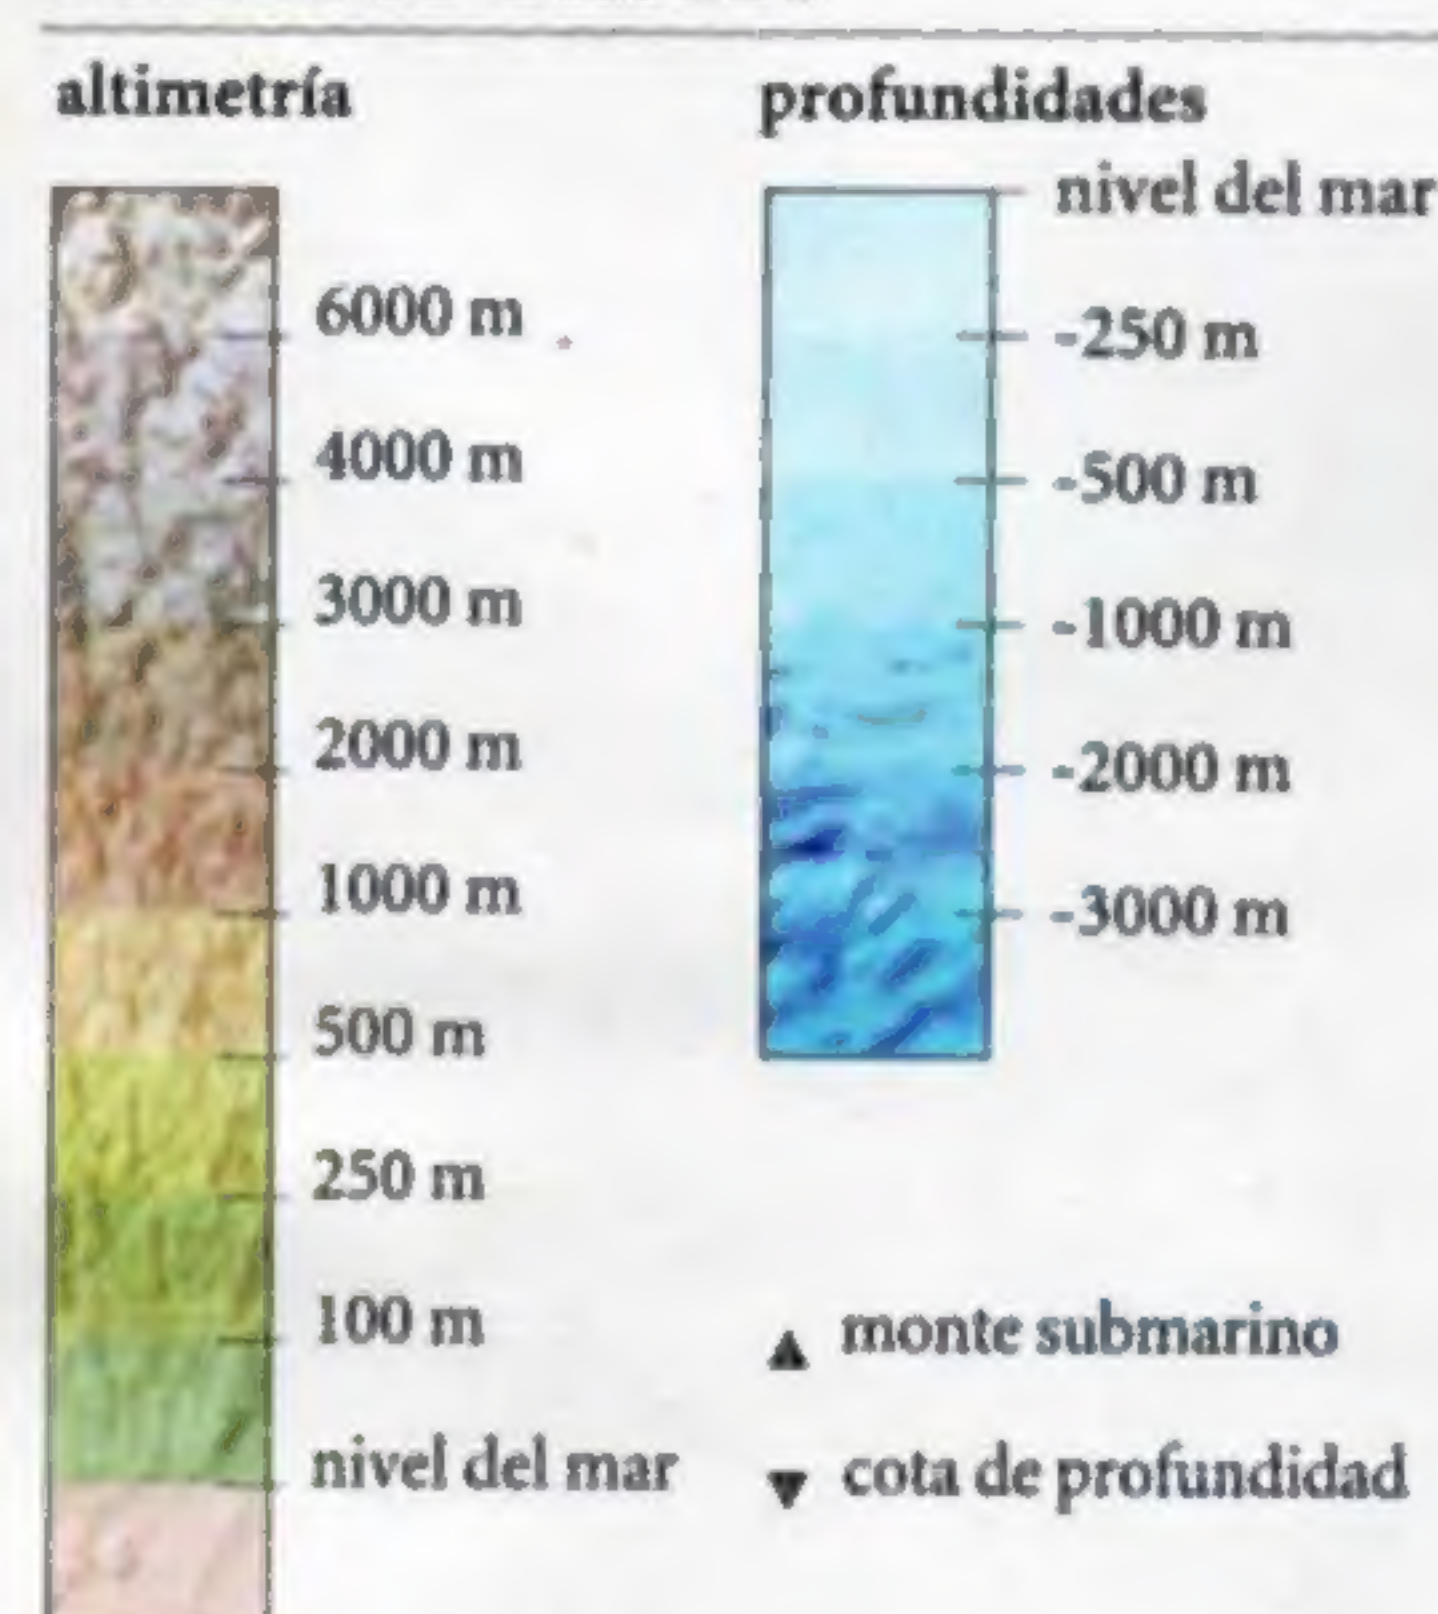 altimetría
6000 m
4000 m
3000 m
2000 m
1000 m
500 m
250 m
100 m
nivel del mar
profundidades
nivel del mar
-250 m
-500 m
-1000 m
-2000 m
-3000 m
▲ monte submarino
▼ cota de profundidad